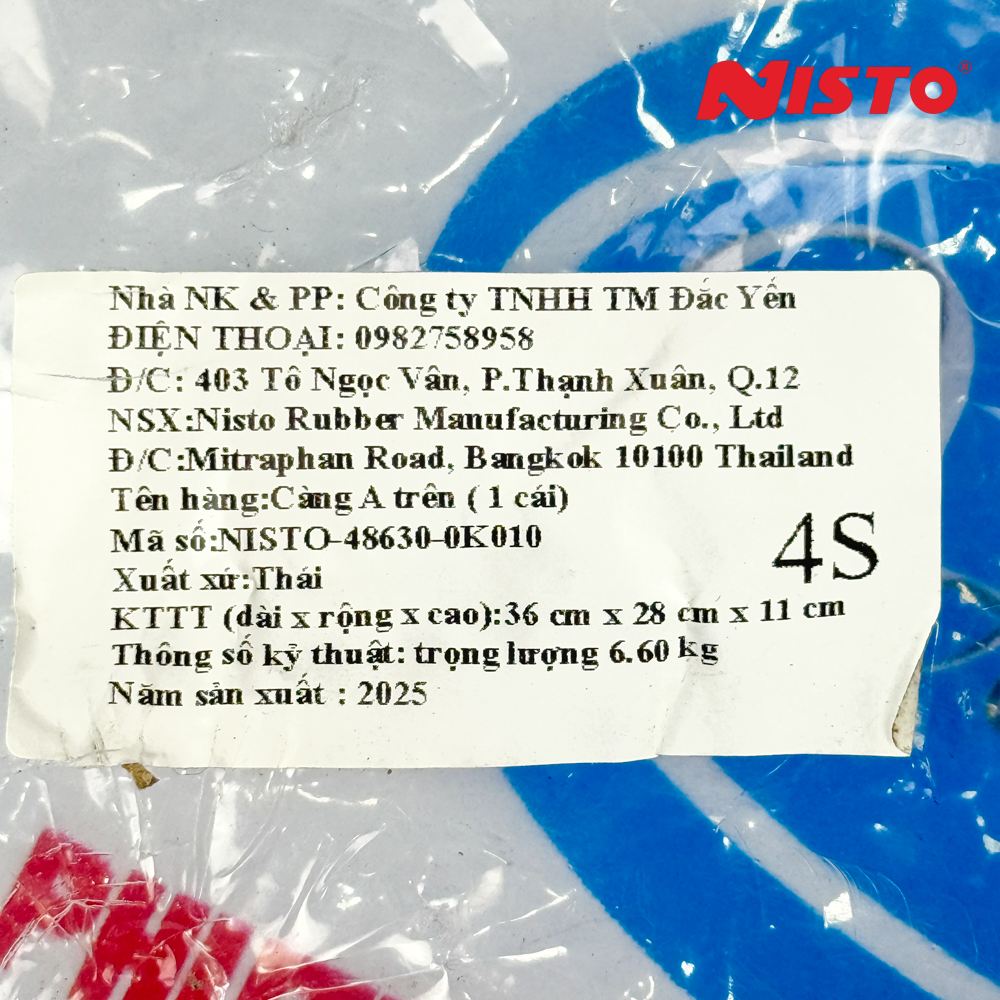 NISTO®
Nhà NK & PP: Công ty TNHH TM Đắc Yến
ĐIỆN THOẠI: 0982758958
Đ/C: 403 Tô Ngọc Vân, P.Thạnh Xuân, Q.12
NSX:Nisto Rubber Manufacturing Co., Ltd
Đ/C:Mitraphan Road, Bangkok 10100 Thailand
Tên hàng:Càng A trên ( 1 cái)
Mã số:NISTO-48630-0K010
4S
Xuất xứ:Thái
KTTT (dài x rộng x cao):36 cm x 28 cm x 11 cm
Thông số kỹ thuật: trọng lượng 6.60 kg
Năm sản xuất : 2025